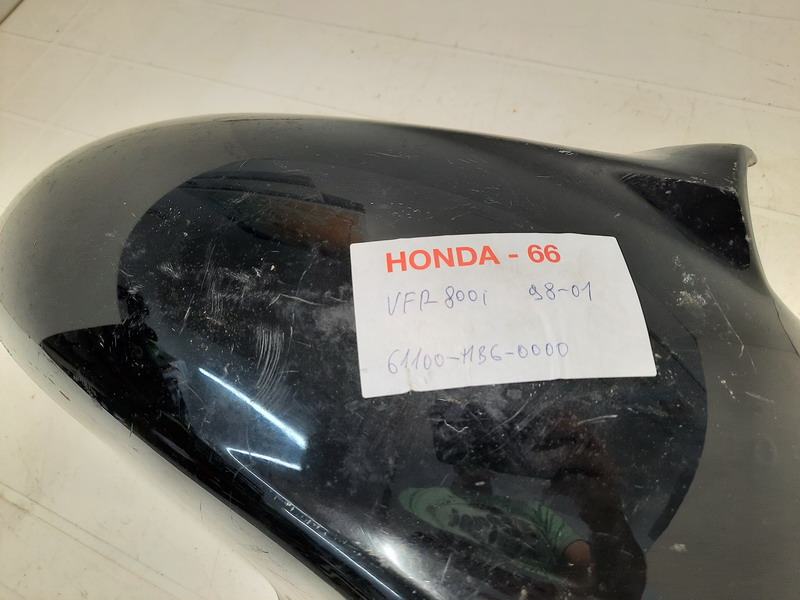 HONDA - 66
VFR 800i 98-01
61100-MBG-0000